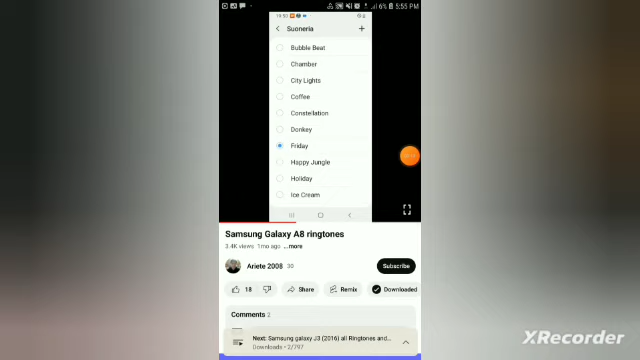 6% 5:55 PM
Suoneria +
Bubble Beat
Chamber
City Lights
Coffee
Constellation
Donkey
Friday
Happy Jungle
Holiday
Ice Cream
Samsung Galaxy A8 ringtones
3.4K views 1mo ago ...more
Ariete 2008 30
Subscribe
18 Share Remix Downloaded
Comments 2
Next: Samsung galaxy J3 (2016) all Ringtones and...
Downloads • 2/797
XRecorder